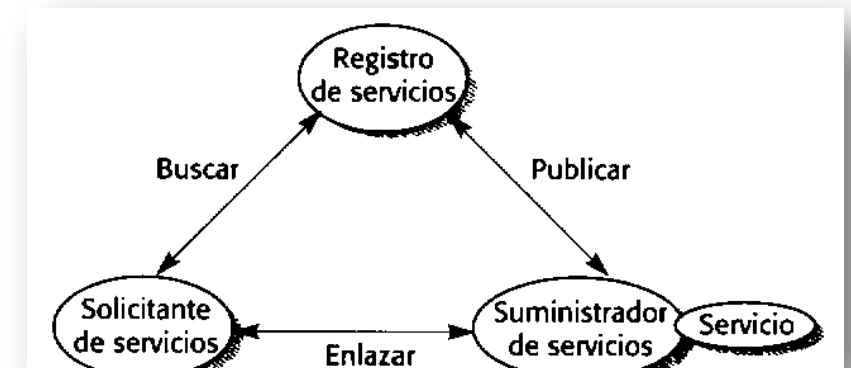 Registro
de servicios
Buscar
Publicar
Solicitante
de servicios
Enlazar
Suministrador
de servicios
Servicio